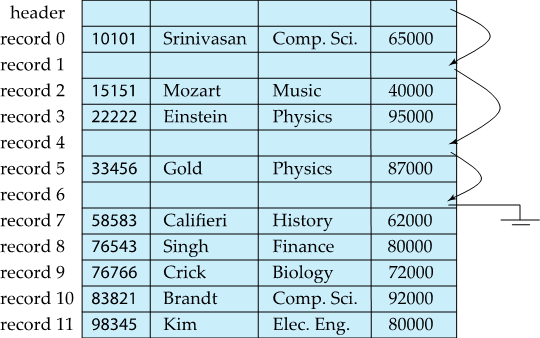 header
record 0 10101 Srinivasan Comp. Sci. 65000
record 1
record 2 15151 Mozart Music 40000
record 3 22222 Einstein Physics 95000
record 4
record 5 33456 Gold Physics 87000
record 6
record 7 58583 Califieri History 62000
record 8 76543 Singh Finance 80000
record 9 76766 Crick Biology 72000
record 10 83821 Brandt Comp. Sci. 92000
record 11 98345 Kim Elec. Eng. 80000